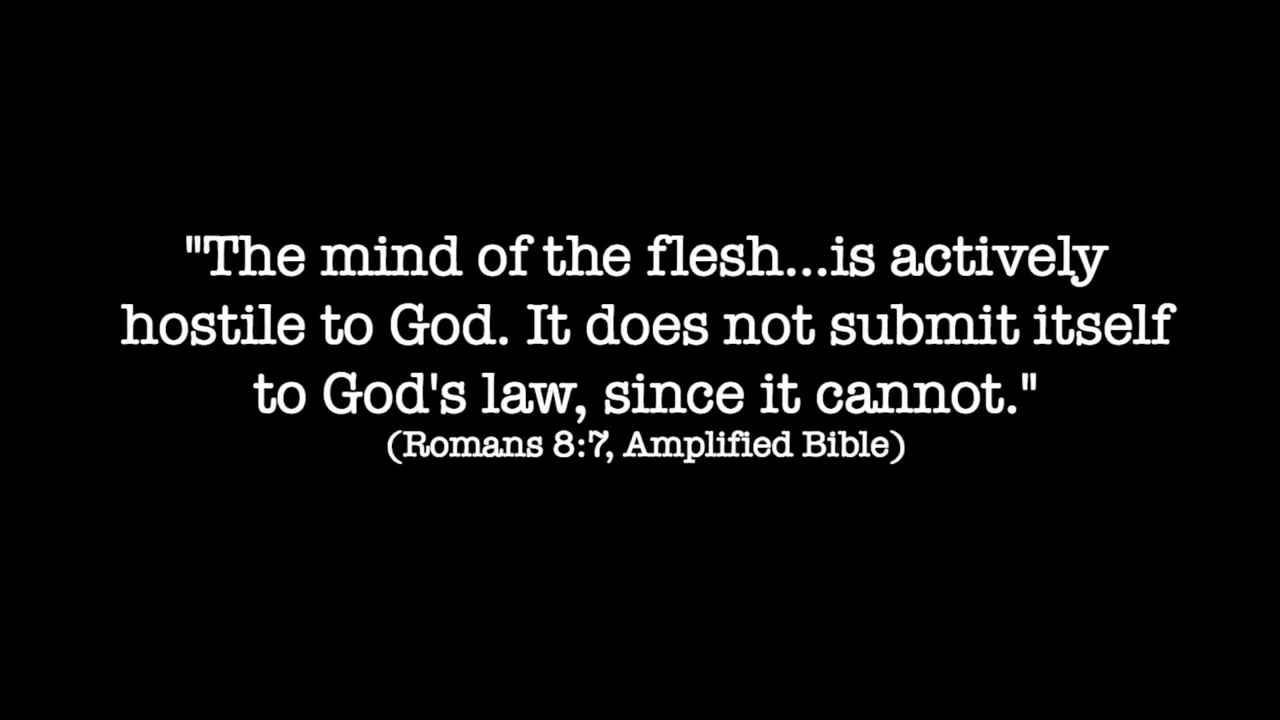 "The mind of the flesh...is actively
hostile to God. It does not submit itself
to God's law, since it cannot."
(Romans 8:7, Amplified Bible)